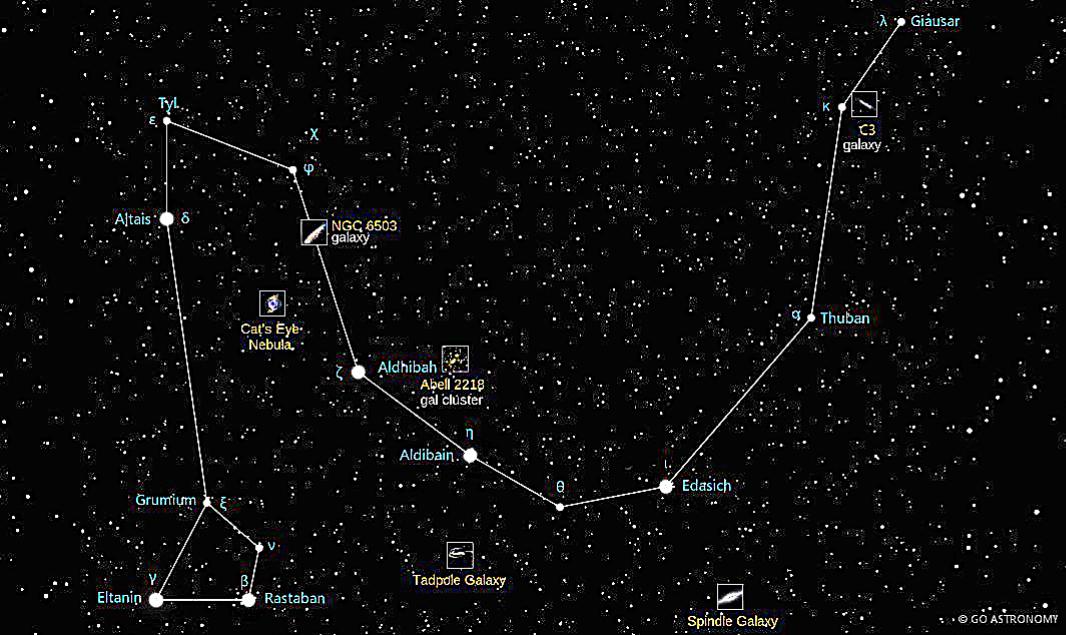 λ Giausar
Tyl
ε
χ
φ
κ
C3
galaxy
Altais δ
NGC 6503
galaxy
Cat's Eye
Nebula
α Thuban
ζ Aldhibah
Abell 2218
gal cluster
η
Aldibain
ι
θ
Edasich
Grumium ξ
ν
γ
β
Eltanin
Rastaban
Tadpole Galaxy
Spindle Galaxy
© GO ASTRONOMY